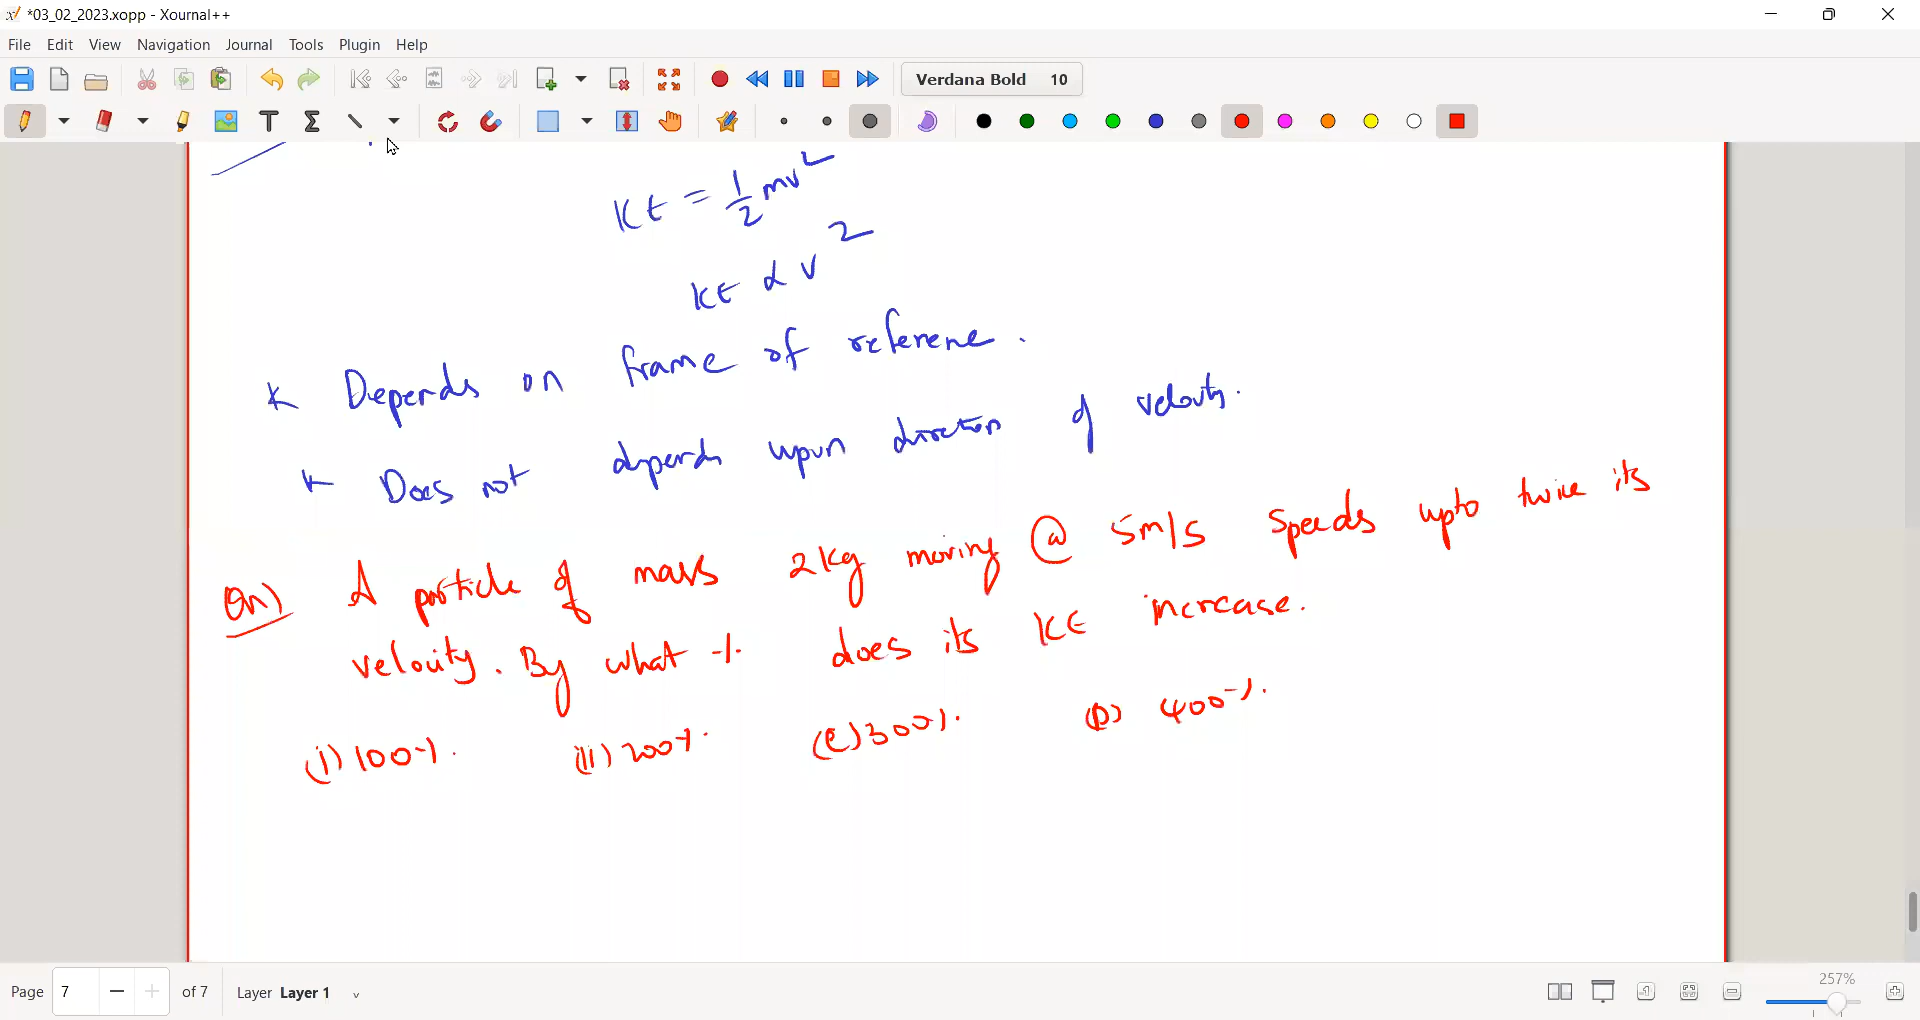 *03_02_2023.xopp - Xournal++
File Edit View Navigation Journal Tools Plugin Help
Verdana Bold 10
KE = 1/2 mv²
KE ∝ v²
* Depends on frame of referene.
* Does not depends upon direction of velocity.
Qn) A particle of mass 2kg moving @ 5m/s speeds upto twice its
velocity. By what % does its KE increase.
(i) 100%. (ii) 200%. (C) 300%. (D) 400%.
257%
Page 7 of 7 Layer Layer 1